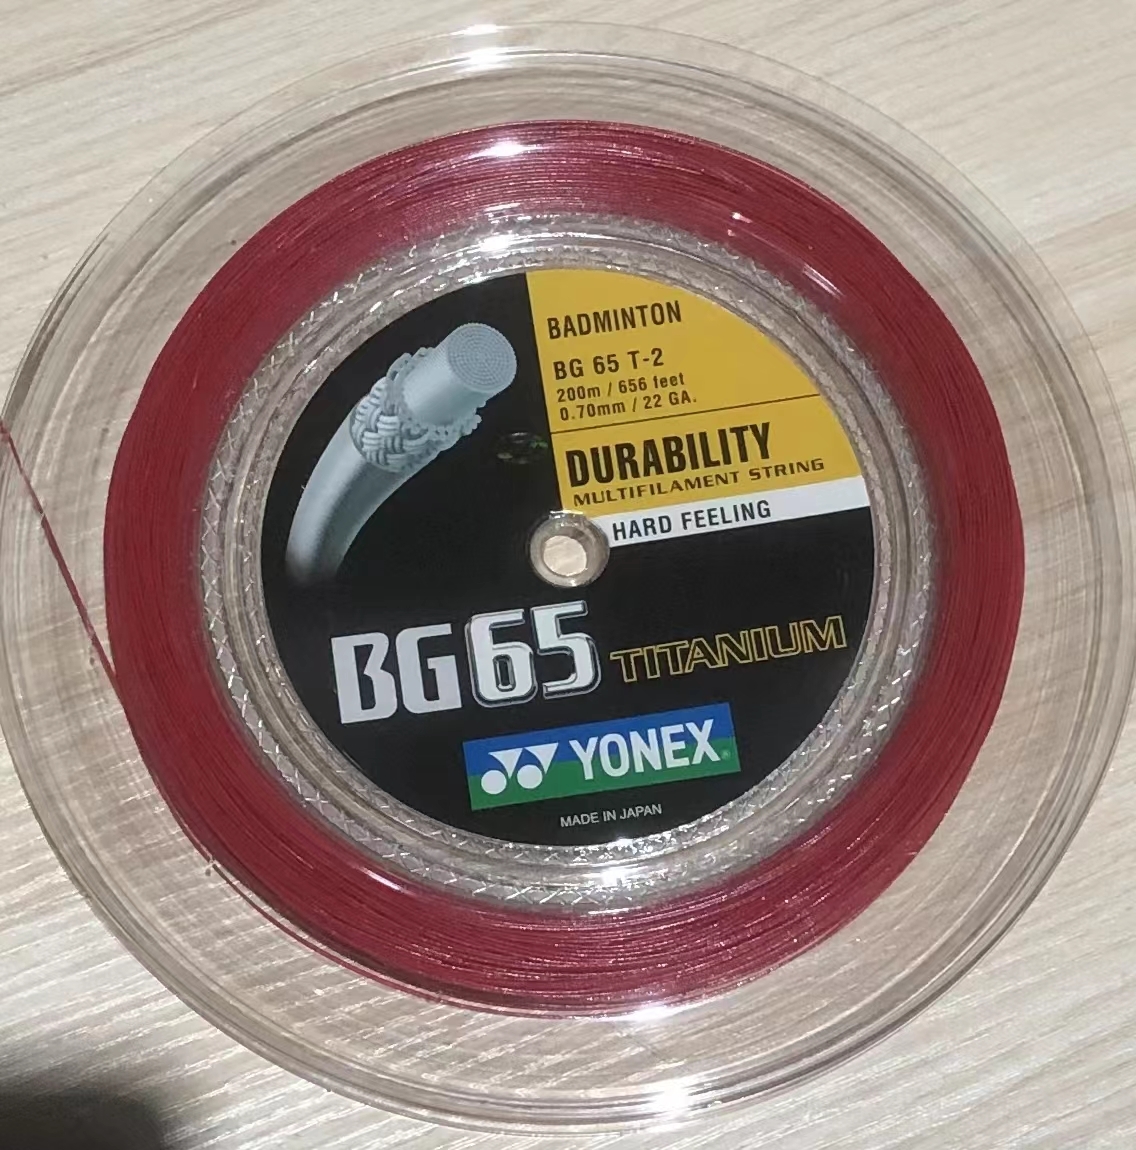 BADMINTON
BG 65 T-2
200m / 656 feet
0.70mm / 22 GA.
DURABILITY
MULTIFILAMENT STRING
HARD FEELING
BG65 TITANIUM
YONEX®
MADE IN JAPAN